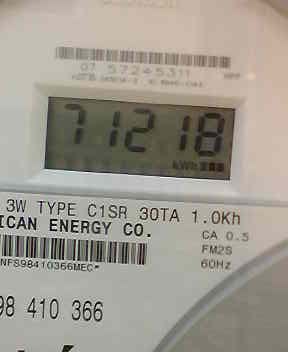 07 57245311
71218
kWh
3W TYPE C1SR 30TA 1.0Kh
ICAN ENERGY CO.
CA 0.5
FM2S
60Hz
NFS98410366MEC*
98 410 366